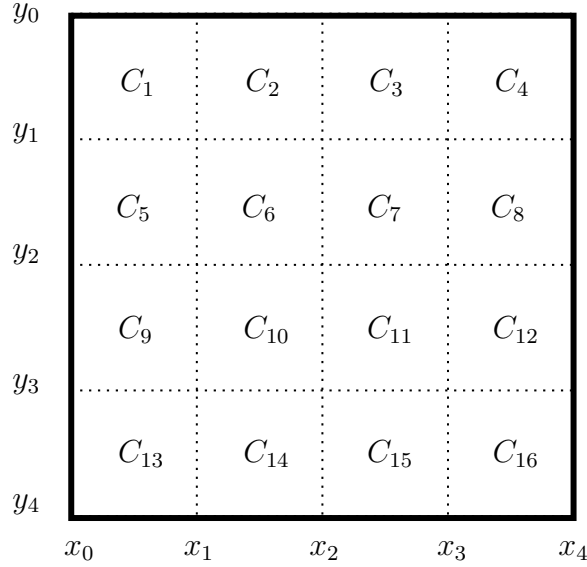 y₀
C₁ C₂ C₃ C₄
y₁
C₅ C₆ C₇ C₈
y₂
C₉ C₁₀ C₁₁ C₁₂
y₃
C₁₃ C₁₄ C₁₅ C₁₆
y₄
x₀ x₁ x₂ x₃ x₄